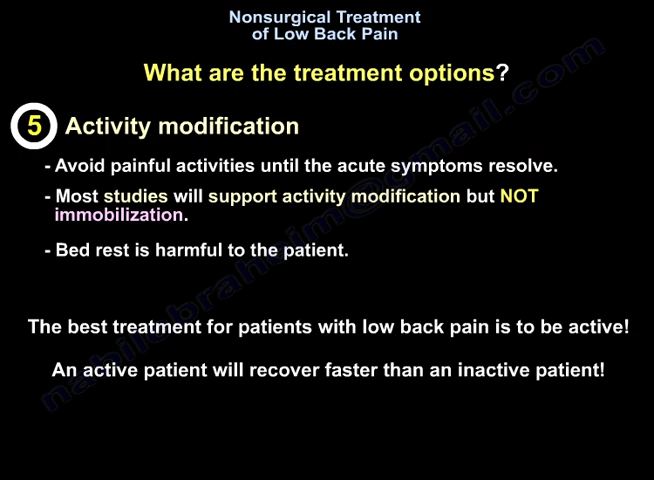 Nonsurgical Treatment
of Low Back Pain
What are the treatment options?
5 Activity modification
- Avoid painful activities until the acute symptoms resolve.
- Most studies will support activity modification but NOT
immobilization.
- Bed rest is harmful to the patient.
The best treatment for patients with low back pain is to be active!
An active patient will recover faster than an inactive patient!
nabilebraheim@gmail.com